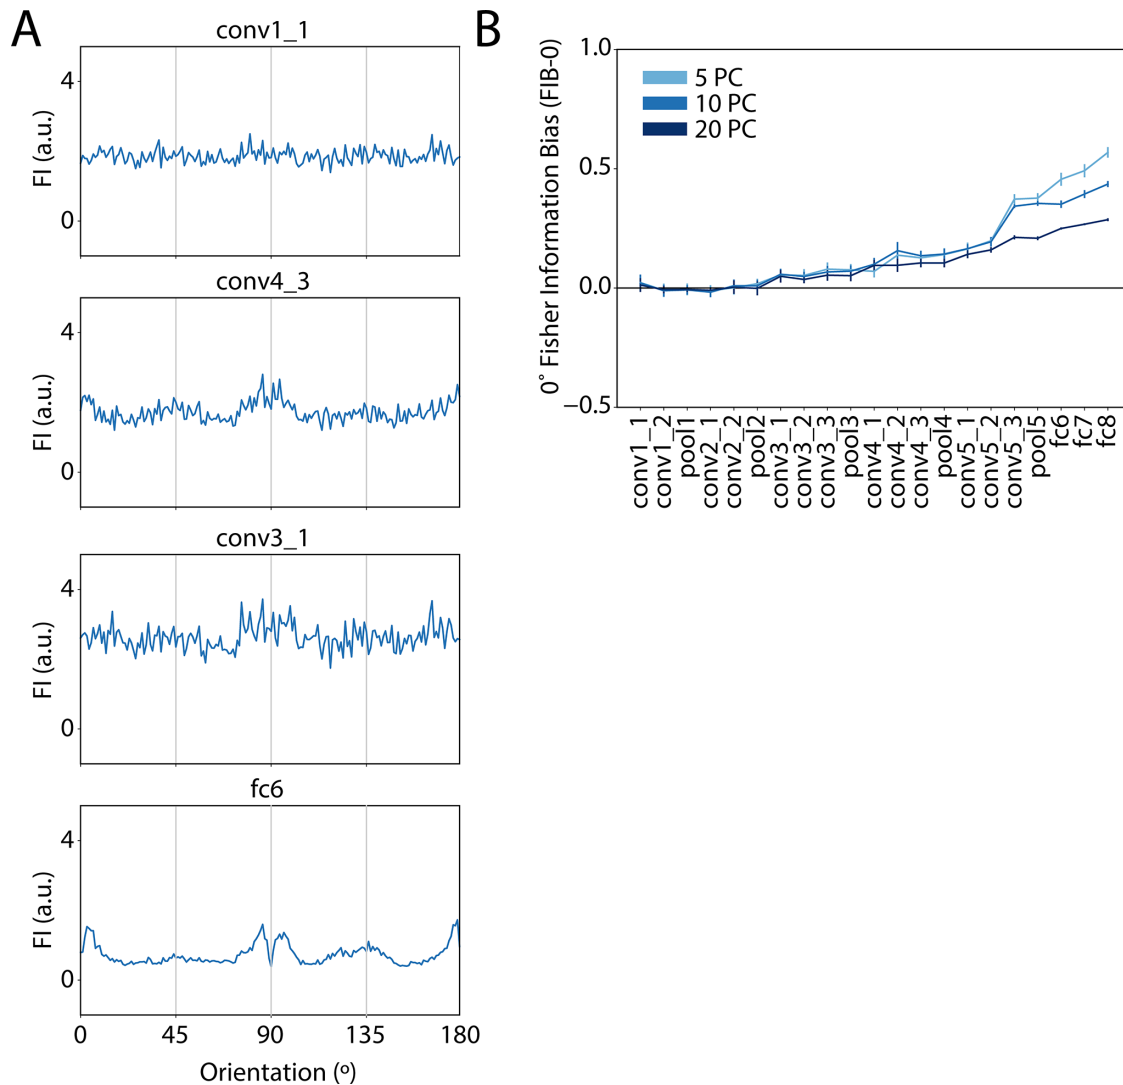 A
conv1_1
4
0
FI (a.u.)
conv4_3
4
0
FI (a.u.)
conv3_1
4
0
FI (a.u.)
fc6
4
0
FI (a.u.)
0 45 90 135 180
Orientation (º)
B
1.0
0.5
0.0
−0.5
0˚ Fisher Information Bias (FIB-0)
5 PC
10 PC
20 PC
conv1_1
conv1_2
pool1
conv2_1
conv2_2
pool2
conv3_1
conv3_2
conv3_3
pool3
conv4_1
conv4_2
conv4_3
pool4
conv5_1
conv5_2
conv5_3
pool5
fc6
fc7
fc8